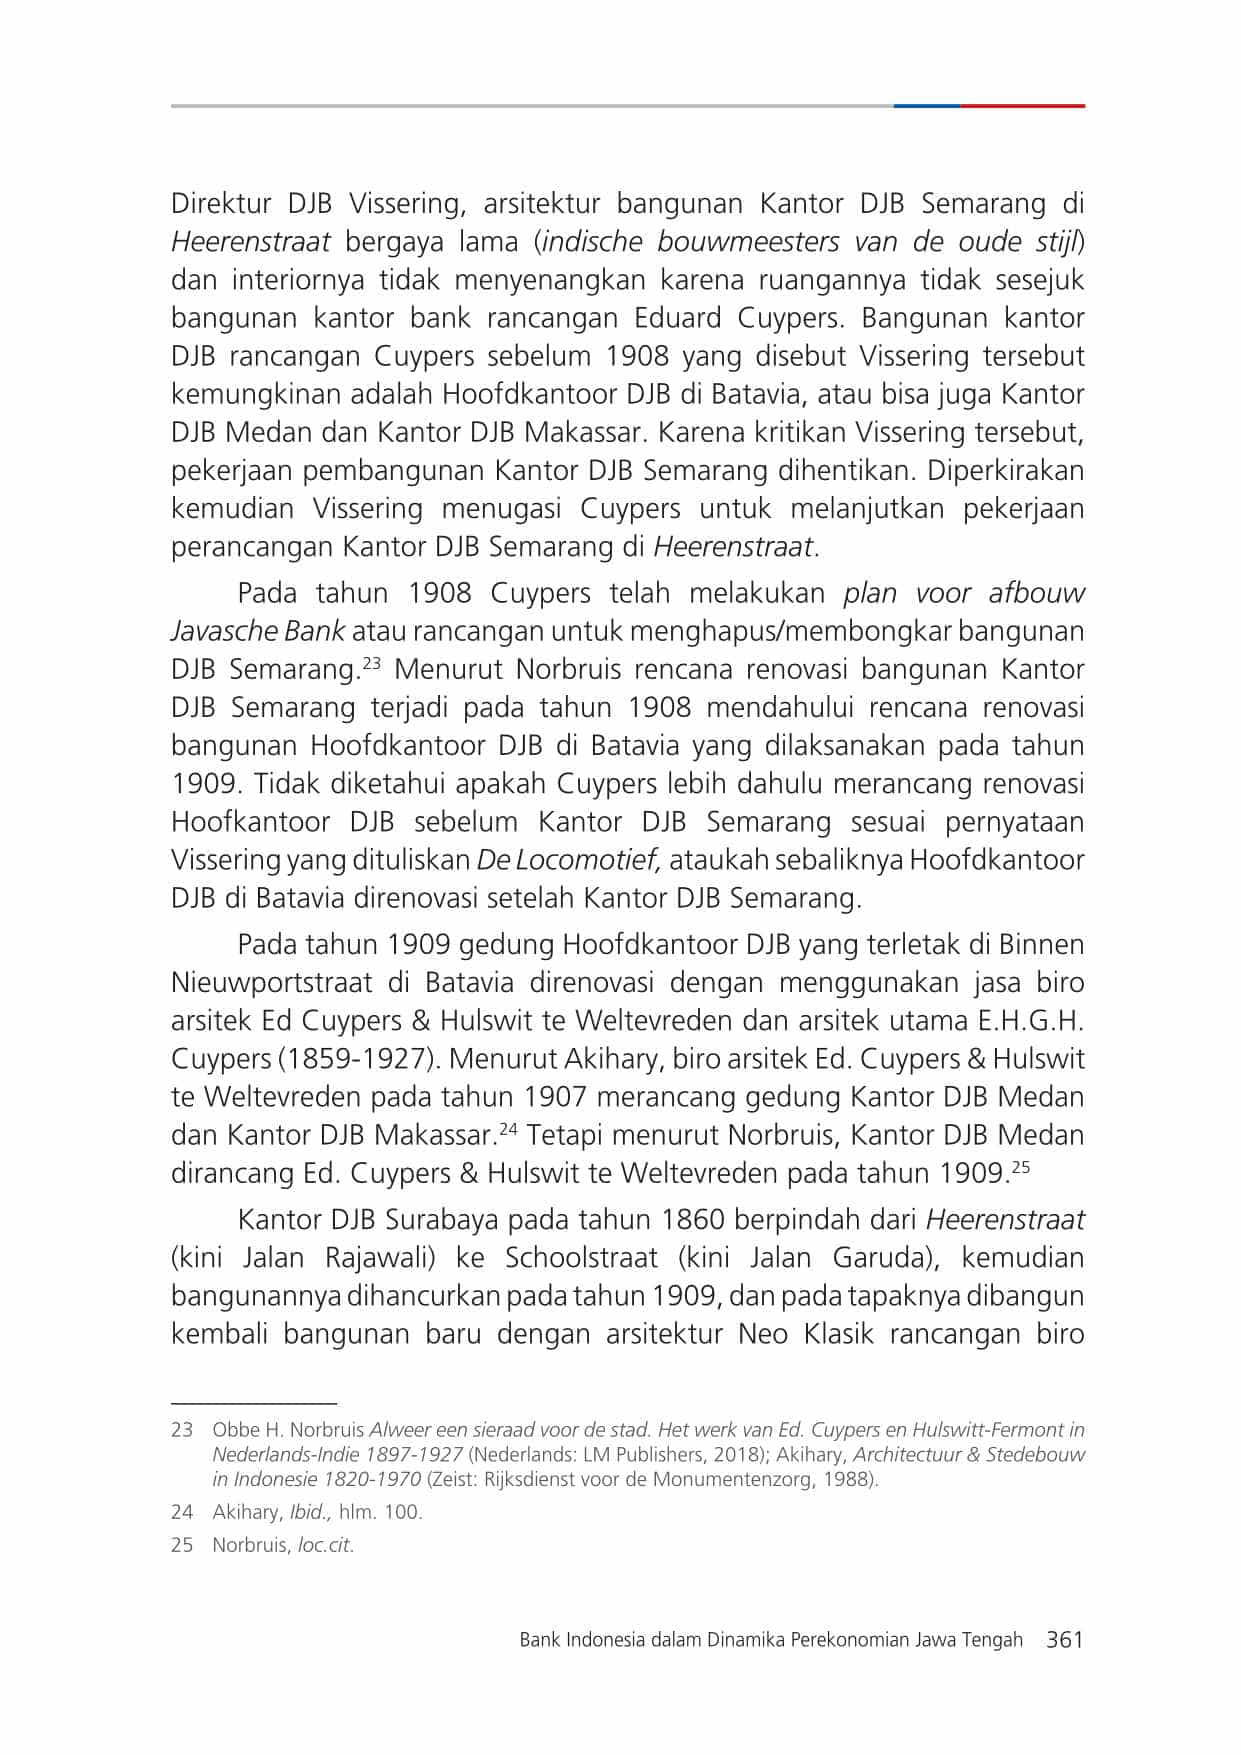 Direktur DJB Vissering, arsitektur bangunan Kantor DJB Semarang di
Heerenstraat bergaya lama (indische bouwmeesters van de oude stijl)
dan interiornya tidak menyenangkan karena ruangannya tidak sesejuk
bangunan kantor bank rancangan Eduard Cuypers. Bangunan kantor
DJB rancangan Cuypers sebelum 1908 yang disebut Vissering tersebut
kemungkinan adalah Hoofdkantoor DJB di Batavia, atau bisa juga Kantor
DJB Medan dan Kantor DJB Makassar. Karena kritikan Vissering tersebut,
pekerjaan pembangunan Kantor DJB Semarang dihentikan. Diperkirakan
kemudian Vissering menugasi Cuypers untuk melanjutkan pekerjaan
perancangan Kantor DJB Semarang di Heerenstraat.
Pada tahun 1908 Cuypers telah melakukan plan voor afbouw
Javasche Bank atau rancangan untuk menghapus/membongkar bangunan
DJB Semarang.23 Menurut Norbruis rencana renovasi bangunan Kantor
DJB Semarang terjadi pada tahun 1908 mendahului rencana renovasi
bangunan Hoofdkantoor DJB di Batavia yang dilaksanakan pada tahun
1909. Tidak diketahui apakah Cuypers lebih dahulu merancang renovasi
Hoofkantoor DJB sebelum Kantor DJB Semarang sesuai pernyataan
Vissering yang dituliskan De Locomotief, ataukah sebaliknya Hoofdkantoor
DJB di Batavia direnovasi setelah Kantor DJB Semarang.
Pada tahun 1909 gedung Hoofdkantoor DJB yang terletak di Binnen
Nieuwportstraat di Batavia direnovasi dengan menggunakan jasa biro
arsitek Ed Cuypers & Hulswit te Weltevreden dan arsitek utama E.H.G.H.
Cuypers (1859-1927). Menurut Akihary, biro arsitek Ed. Cuypers & Hulswit
te Weltevreden pada tahun 1907 merancang gedung Kantor DJB Medan
dan Kantor DJB Makassar.24 Tetapi menurut Norbruis, Kantor DJB Medan
dirancang Ed. Cuypers & Hulswit te Weltevreden pada tahun 1909.25
Kantor DJB Surabaya pada tahun 1860 berpindah dari Heerenstraat
(kini Jalan Rajawali) ke Schoolstraat (kini Jalan Garuda), kemudian
bangunannya dihancurkan pada tahun 1909, dan pada tapaknya dibangun
kembali bangunan baru dengan arsitektur Neo Klasik rancangan biro
23 Obbe H. Norbruis Alweer een sieraad voor de stad. Het werk van Ed. Cuypers en Hulswitt-Fermont in
Nederlands-Indie 1897-1927 (Nederlands: LM Publishers, 2018); Akihary, Architectuur & Stedebouw
in Indonesie 1820-1970 (Zeist: Rijksdienst voor de Monumentenzorg, 1988).
24 Akihary, Ibid., hlm. 100.
25 Norbruis, loc.cit.
Bank Indonesia dalam Dinamika Perekonomian Jawa Tengah 361